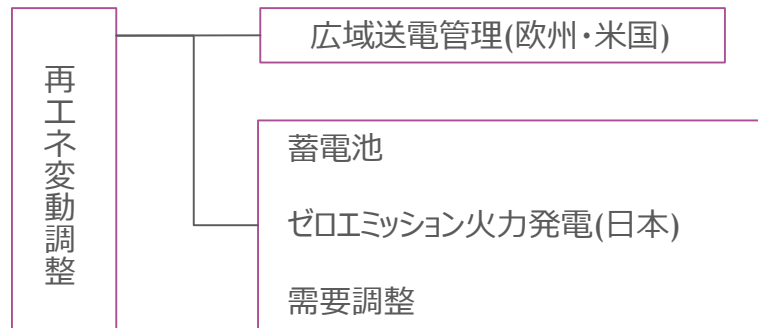 再エネ変動調整
広域送電管理(欧州・米国)
蓄電池
ゼロエミッション火力発電(日本)
需要調整